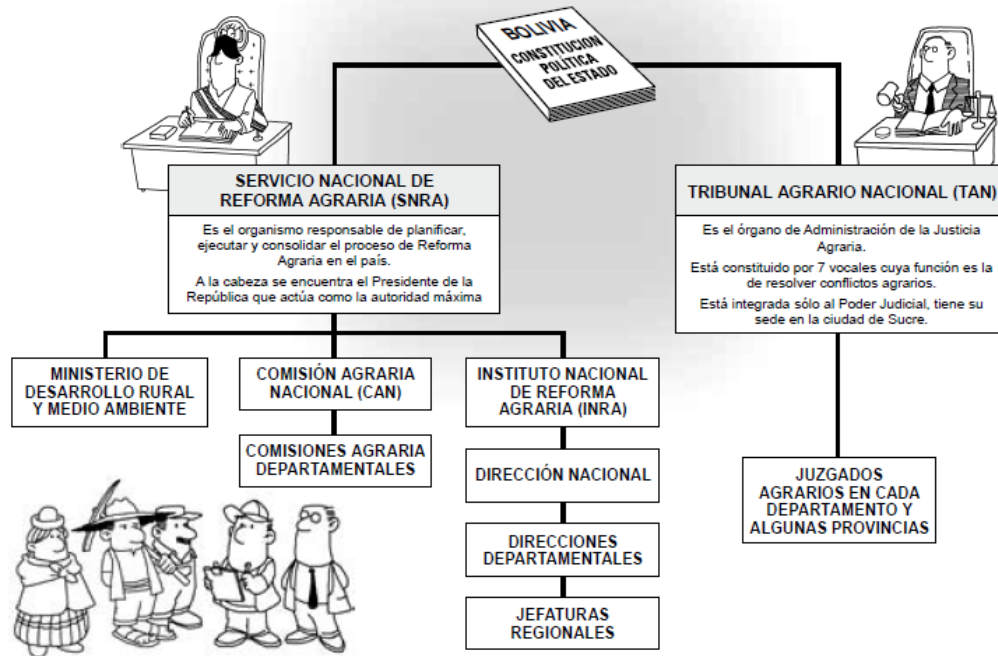 BOLIVIA
CONSTITUCION
POLÍTICA
DEL ESTADO
SERVICIO NACIONAL DE
REFORMA AGRARIA (SNRA)
Es el organismo responsable de planificar,
ejecutar y consolidar el proceso de Reforma
Agraria en el país.
A la cabeza se encuentra el Presidente de la
República que actúa como la autoridad máxima
TRIBUNAL AGRARIO NACIONAL (TAN)
Es el órgano de Administración de la Justicia
Agraria.
Está constituido por 7 vocales cuya función es la
de resolver conflictos agrarios.
Está integrada sólo al Poder Judicial, tiene su
sede en la ciudad de Sucre.
MINISTERIO DE
DESARROLLO RURAL
Y MEDIO AMBIENTE
COMISIÓN AGRARIA
NACIONAL (CAN)
COMISIONES AGRARIA
DEPARTAMENTALES
INSTITUTO NACIONAL
DE REFORMA
AGRARIA (INRA)
DIRECCIÓN NACIONAL
DIRECCIONES
DEPARTAMENTALES
JEFATURAS
REGIONALES
JUZGADOS
AGRARIOS EN CADA
DEPARTAMENTO Y
ALGUNAS PROVINCIAS